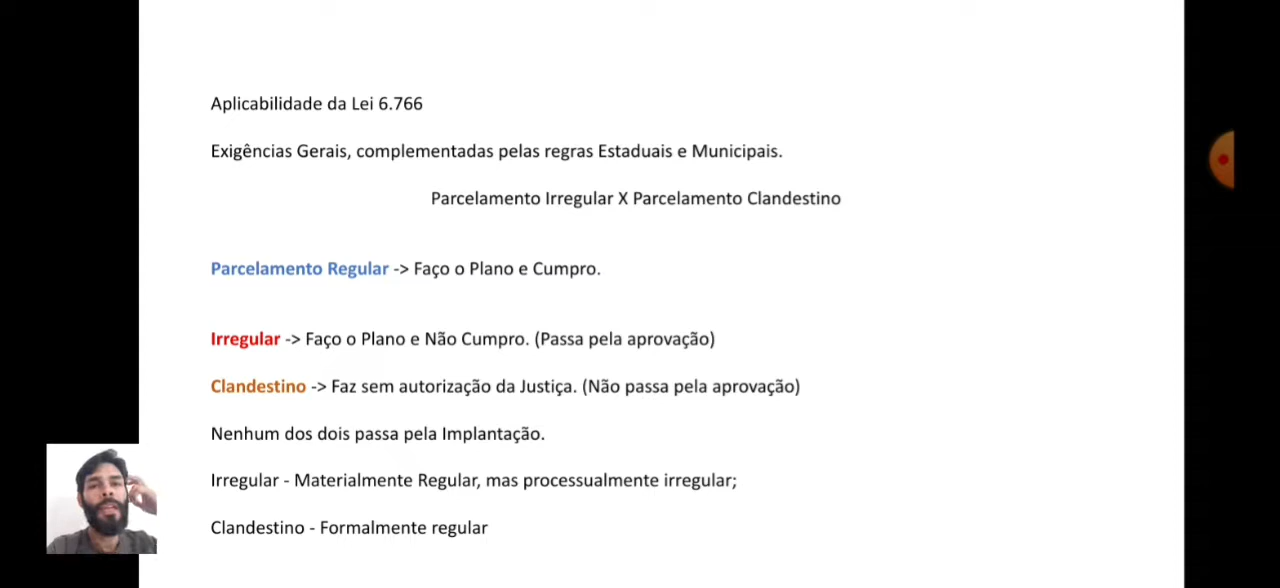 Aplicabilidade da Lei 6.766
Exigências Gerais, complementadas pelas regras Estaduais e Municipais.
Parcelamento Irregular X Parcelamento Clandestino
Parcelamento Regular -> Faço o Plano e Cumpro.
Irregular -> Faço o Plano e Não Cumpro. (Passa pela aprovação)
Clandestino -> Faz sem autorização da Justiça. (Não passa pela aprovação)
Nenhum dos dois passa pela Implantação.
Irregular - Materialmente Regular, mas processualmente irregular;
Clandestino - Formalmente regular